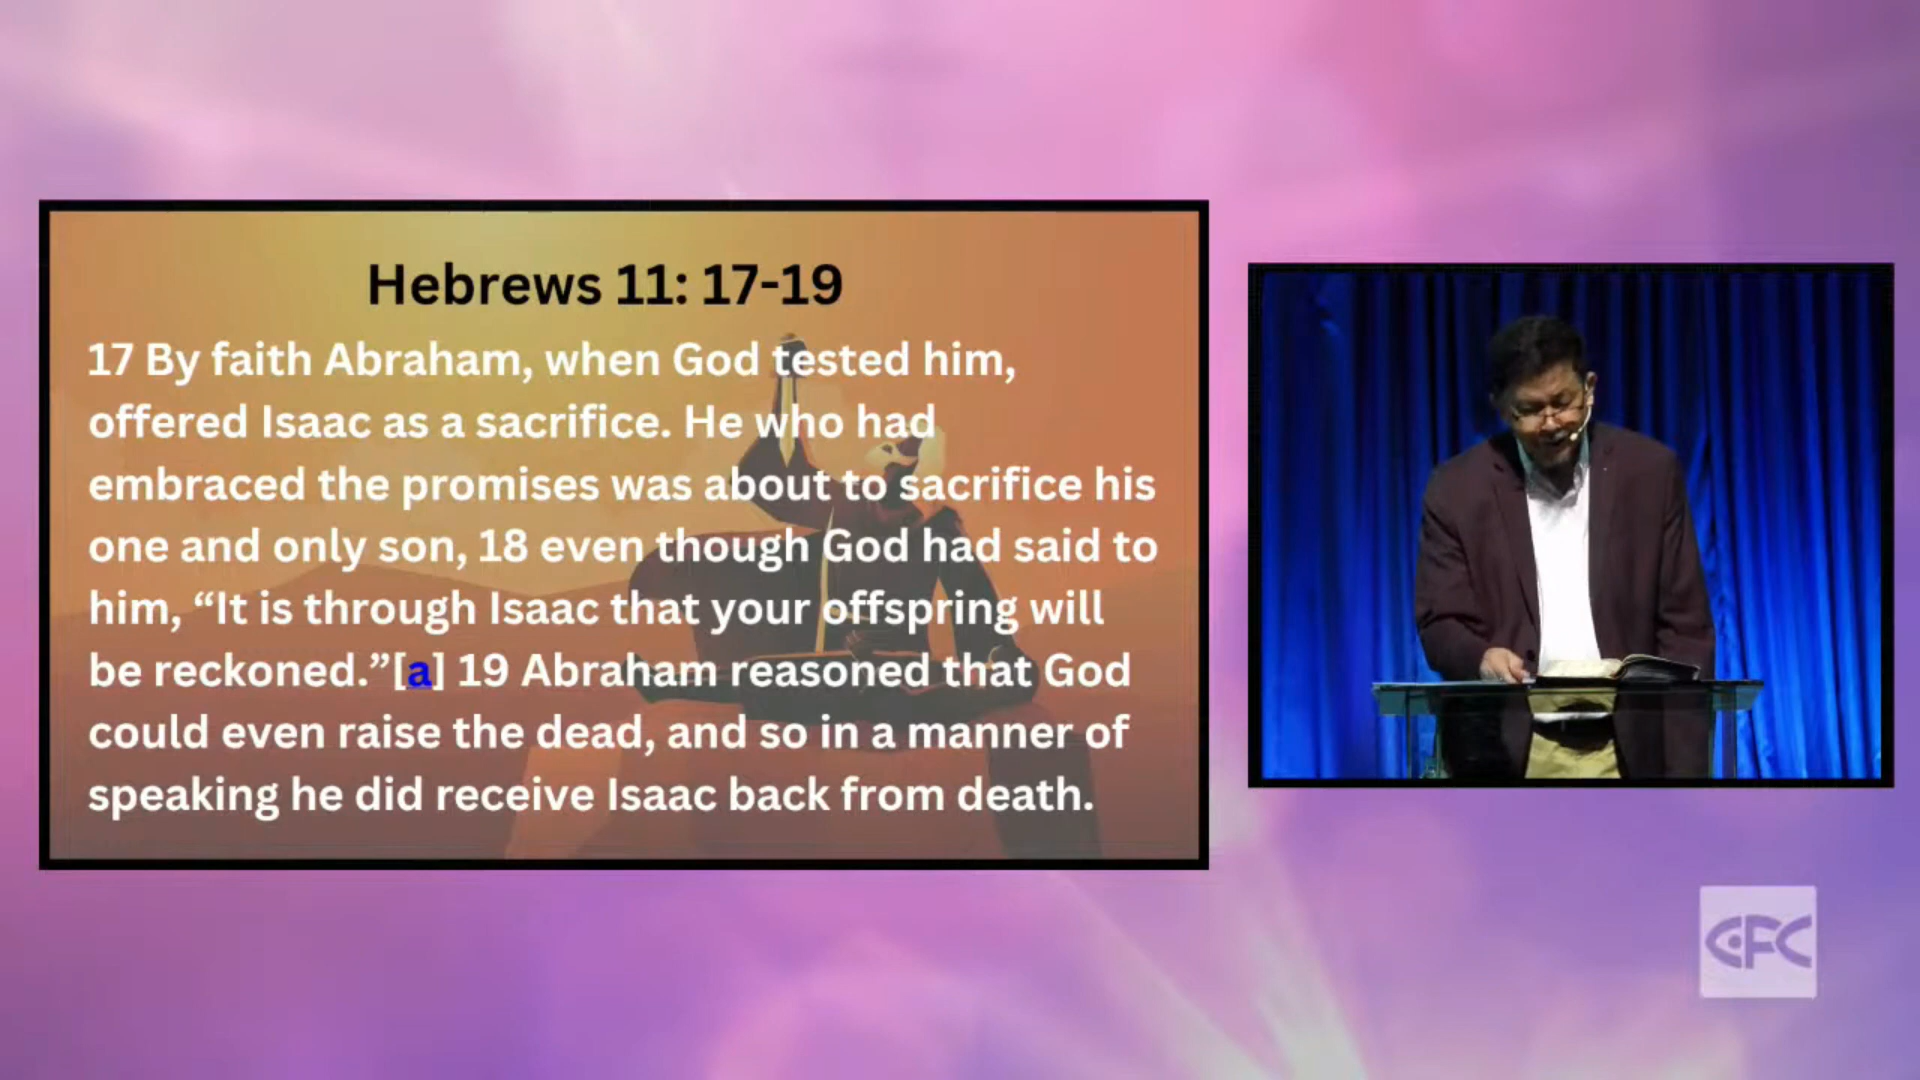 Hebrews 11: 17-19
17 By faith Abraham, when God tested him,
offered Isaac as a sacrifice. He who had
embraced the promises was about to sacrifice his
one and only son, 18 even though God had said to
him, “It is through Isaac that your offspring will
be reckoned.”[a] 19 Abraham reasoned that God
could even raise the dead, and so in a manner of
speaking he did receive Isaac back from death.
CFC